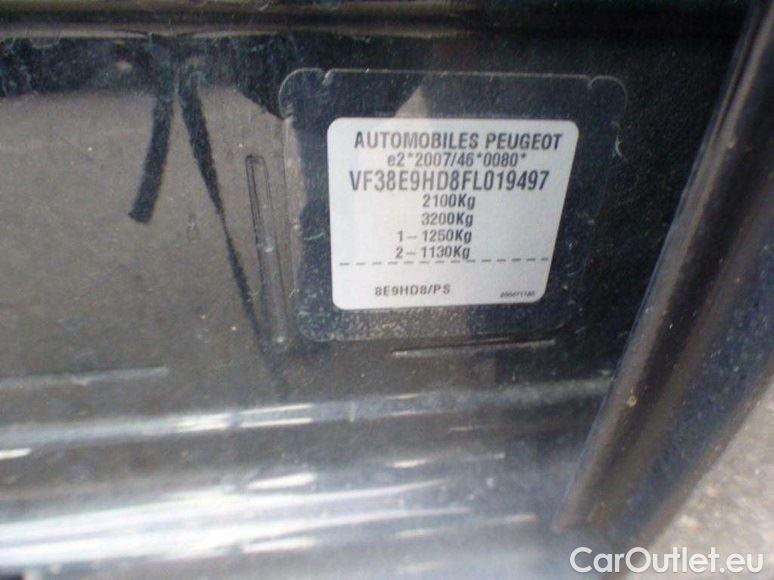 AUTOMOBILES PEUGEOT
e2*2007/46*0080*
VF38E9HD8FL019497
2100Kg
3200Kg
1-1250Kg
2-1130Kg
8E9HD8/PS
CarOutlet.eu